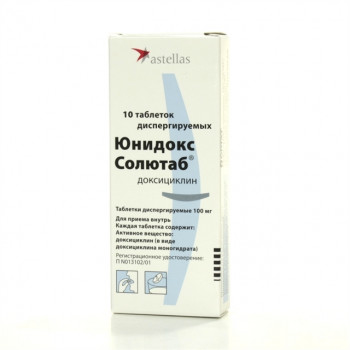 astellas
10 таблеток
диспергируемых
Юнидокс
Солютаб®
доксициклин
Таблетки диспергируемые 100 мг
Для приема внутрь
Каждая таблетка содержит:
Активное вещество:
доксициклин (в виде
доксициклина моногидрата)
Регистрационное удостоверение:
П N013102/01